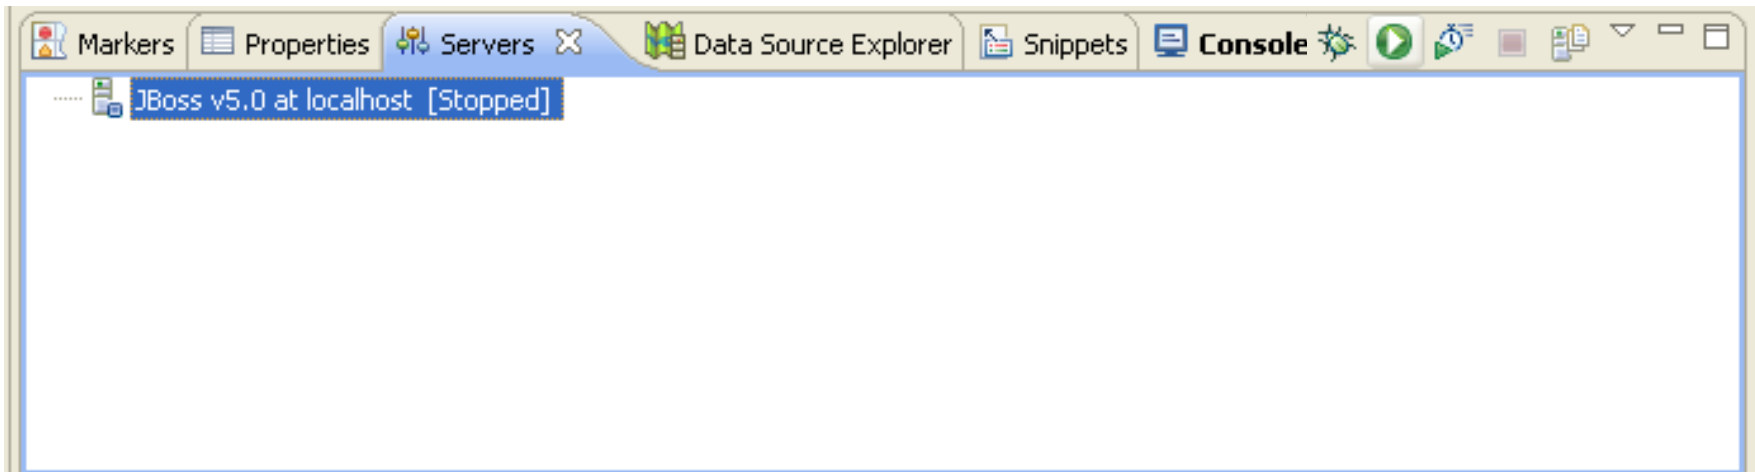 Markers Properties Servers Data Source Explorer Snippets Console
JBoss v5.0 at localhost [Stopped]